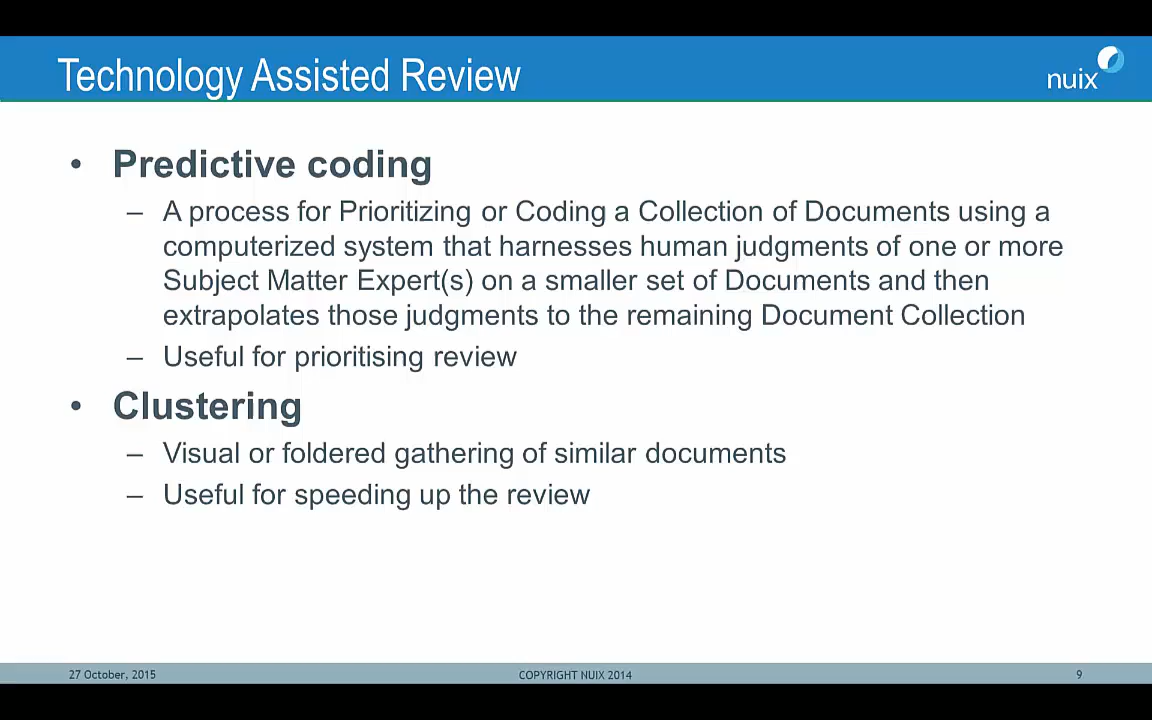 Technology Assisted Review
nuix
• Predictive coding
– A process for Prioritizing or Coding a Collection of Documents using a
computerized system that harnesses human judgments of one or more
Subject Matter Expert(s) on a smaller set of Documents and then
extrapolates those judgments to the remaining Document Collection
– Useful for prioritising review
• Clustering
– Visual or foldered gathering of similar documents
– Useful for speeding up the review
27 October, 2015
COPYRIGHT NUIX 2014
9